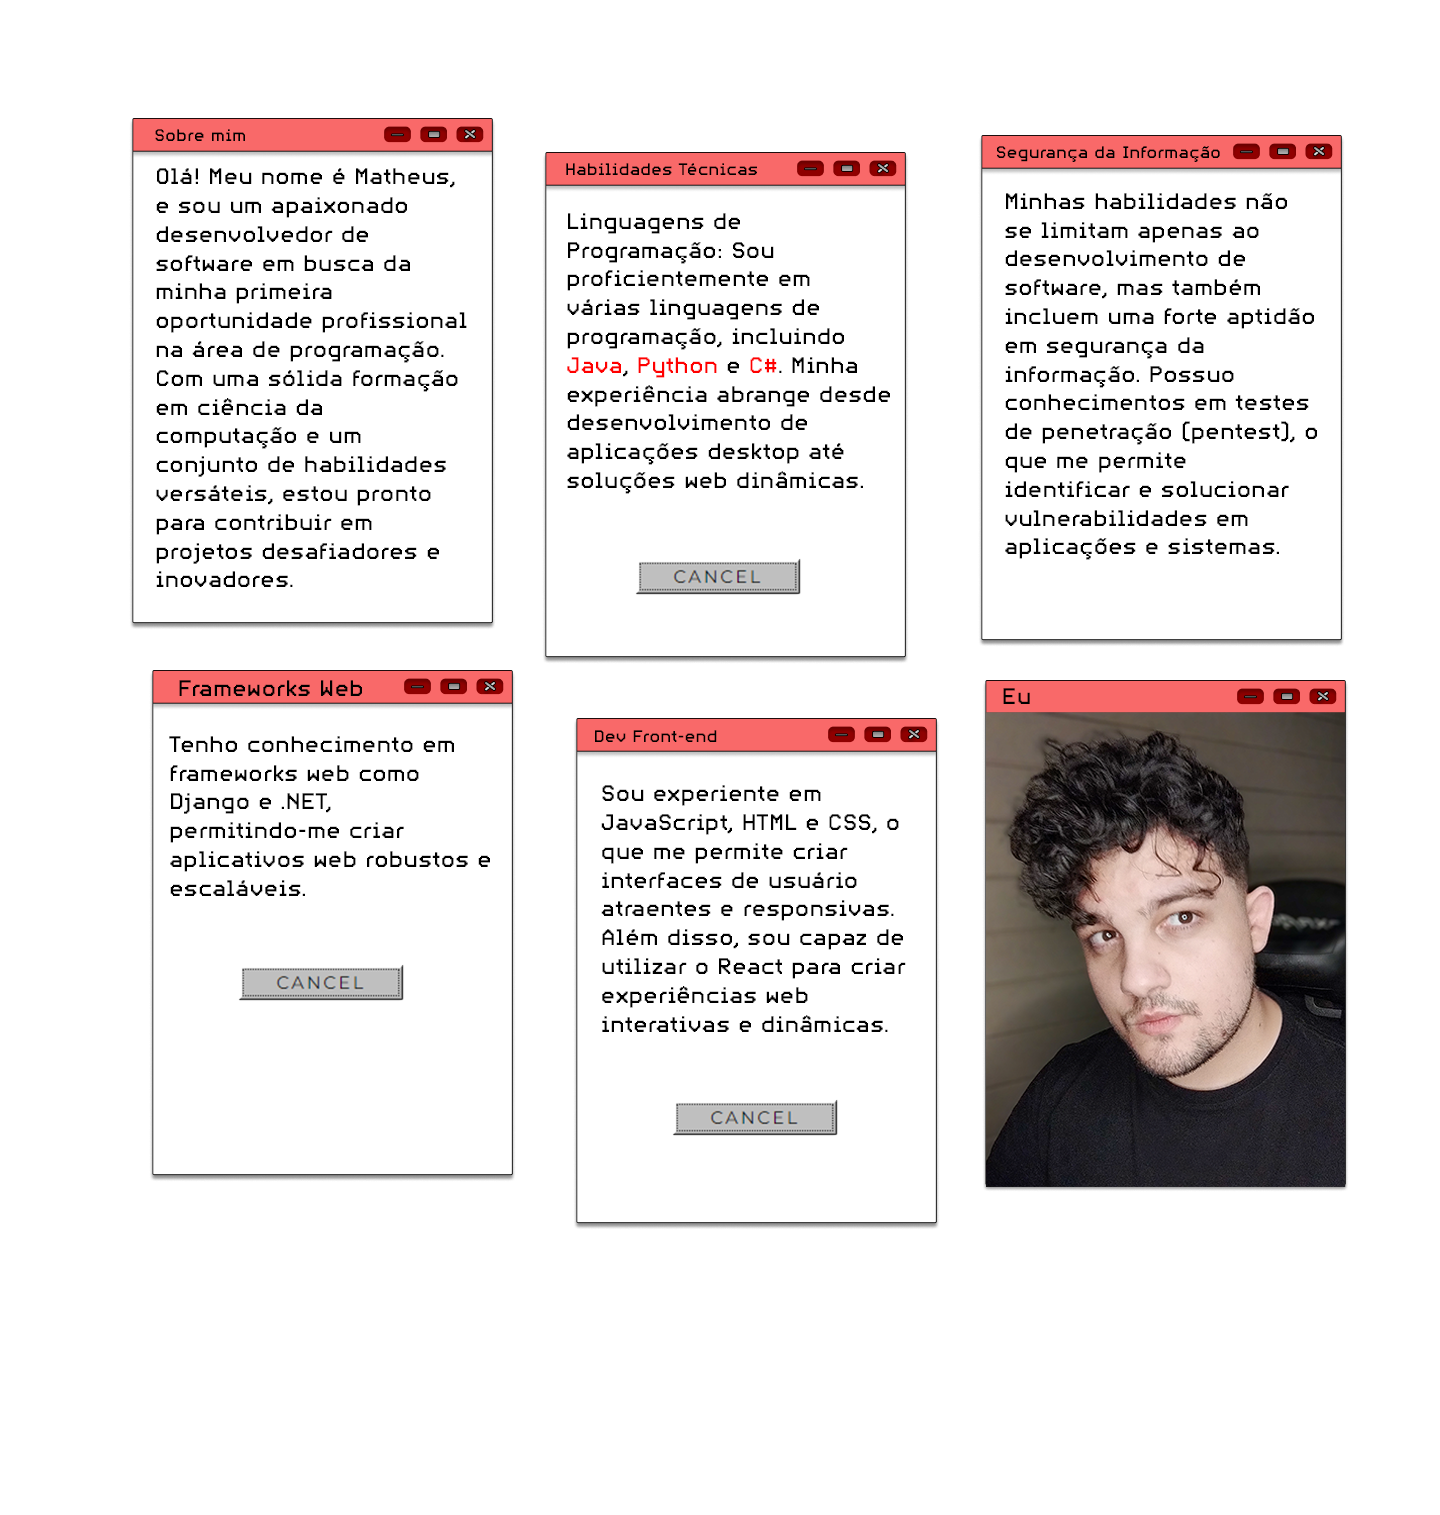 Sobre mim
Olá! Meu nome é Matheus,
e sou um apaixonado
desenvolvedor de
software em busca da
minha primeira
oportunidade profissional
na área de programação.
Com uma sólida formação
em ciência da
computação e um
conjunto de habilidades
versáteis, estou pronto
para contribuir em
projetos desafiadores e
inovadores.
Habilidades Técnicas
Linguagens de
Programação: Sou
proficientemente em
várias linguagens de
programação, incluindo
Java, Python e C#. Minha
experiência abrange desde
desenvolvimento de
aplicações desktop até
soluções web dinâmicas.
CANCEL
Segurança da Informação
Minhas habilidades não
se limitam apenas ao
desenvolvimento de
software, mas também
incluem uma forte aptidão
em segurança da
informação. Possuo
conhecimentos em testes
de penetração (pentest), o
que me permite
identificar e solucionar
vulnerabilidades em
aplicações e sistemas.
Frameworks Web
Tenho conhecimento em
frameworks web como
Django e .NET,
permitindo-me criar
aplicativos web robustos e
escaláveis.
CANCEL
Dev Front-end
Sou experiente em
JavaScript, HTML e CSS, o
que me permite criar
interfaces de usuário
atraentes e responsivas.
Além disso, sou capaz de
utilizar o React para criar
experiências web
interativas e dinâmicas.
CANCEL
Eu